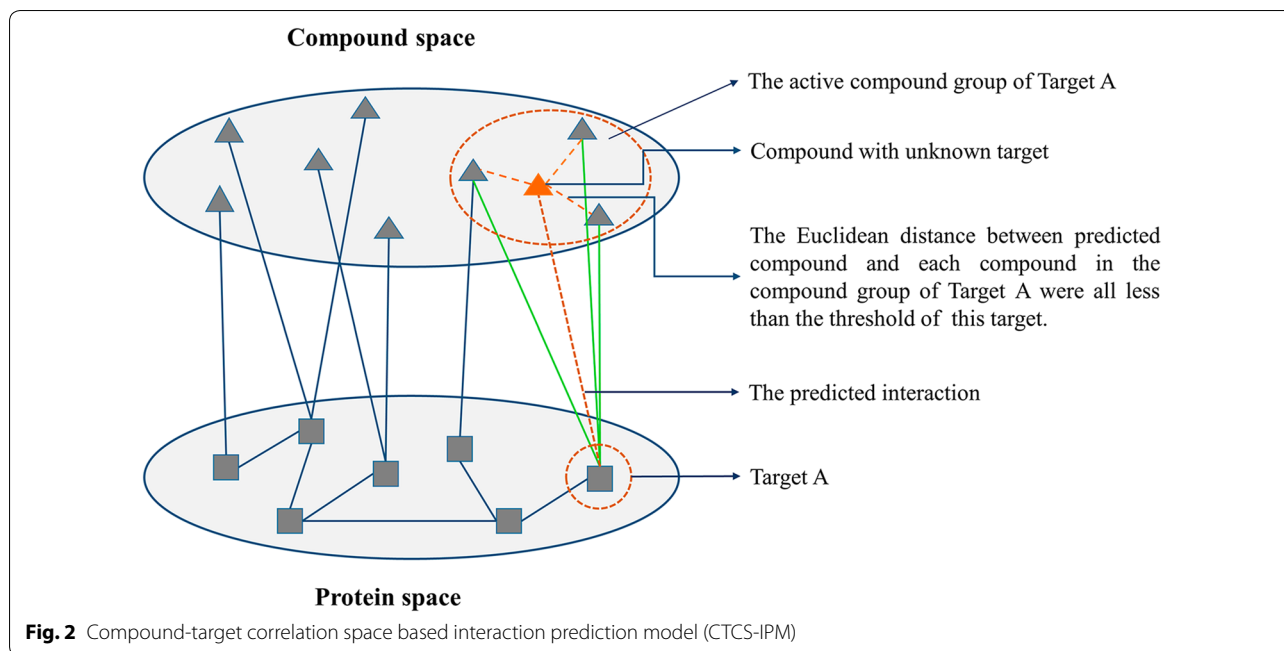 Compound space
The active compound group of Target A
Compound with unknown target
The Euclidean distance between predicted
compound and each compound in the
compound group of Target A were all less
than the threshold of this target.
The predicted interaction
Target A
Protein space
Fig. 2 Compound-target correlation space based interaction prediction model (CTCS-IPM)